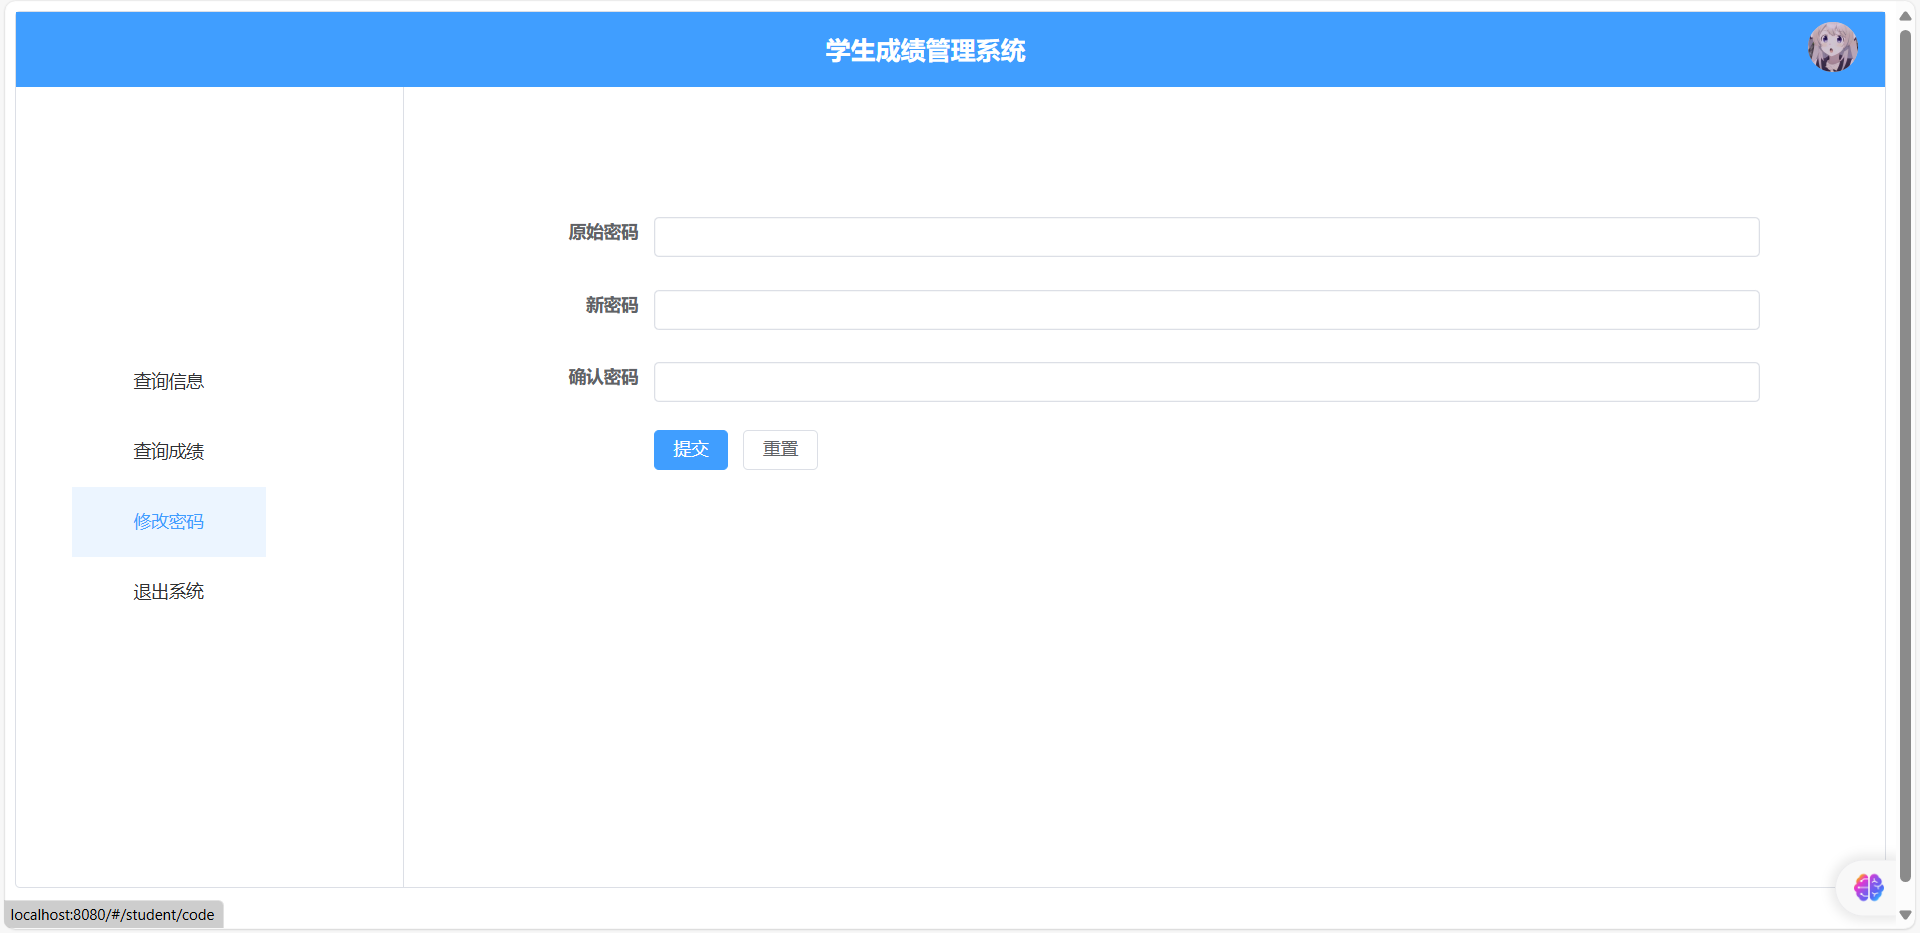 学生成绩管理系统
查询信息
查询成绩
修改密码
退出系统
原始密码
新密码
确认密码
提交 重置
localhost:8080/#/student/code